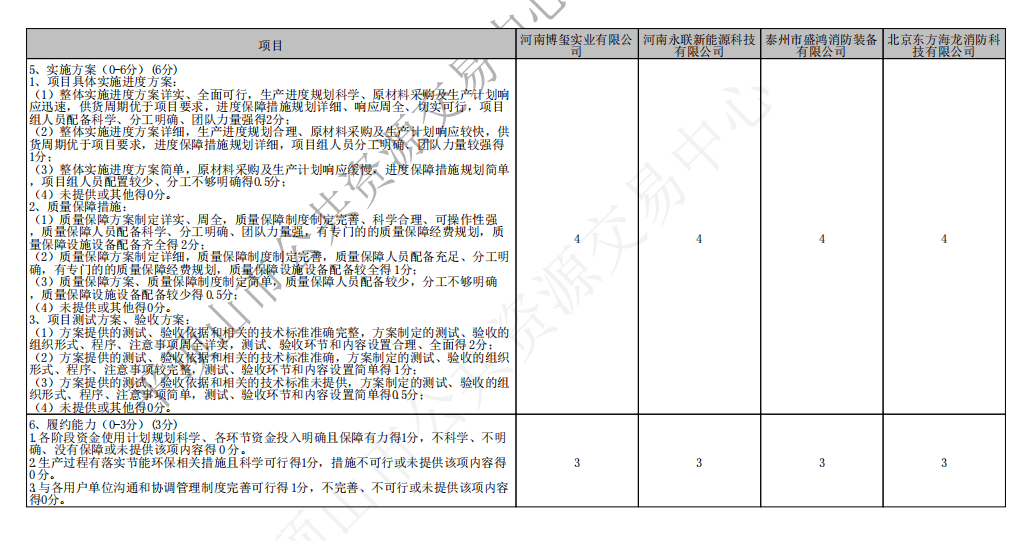 项目
河南博玺实业有限公
司
河南永联新能源科技
有限公司
泰州市盛鸿消防装备
有限公司
北京东方海龙消防科
技有限公司
5、实施方案（0-6分）(6分)
1、项目具体实施进度方案：
（1）整体实施进度方案详实、全面可行，生产进度规划科学、原材料采购及生产计划响
应迅速，供货周期优于项目要求，进度保障措施规划详细、响应周全、切实可行，项目
组人员配备科学、分工明确、团队力量强得2分；
（2）整体实施进度方案详细，生产进度规划合理、原材料采购及生产计划响应较快，供
货周期优于项目要求，进度保障措施规划详细，项目组人员分工明确、团队力量较强得
1分；
（3）整体实施进度方案简单，原材料采购及生产计划响应缓慢，进度保障措施规划简单
，项目组人员配置较少、分工不够明确得0.5分；
（4）未提供或其他得0分。
2、质量保障措施：
（1）质量保障方案制定详实、周全，质量保障制度制定完善、科学合理、可操作性强
，质量保障人员配备科学、分工明确、团队力量强，有专门的的质量保障经费规划，质
量保障设施设备配备齐全得 2分；
（2）质量保障方案制定详细，质量保障制度制定完善，质量保障人员配备充足、分工明
确，有专门的的质量保障经费规划，质量保障设施设备配备较全得 1分；
（3）质量保障方案、质量保障制度制定简单，质量保障人员配备较少，分工不够明确
，质量保障设施设备配备较少得 0.5分；
（4）未提供或其他得0分。
3、项目测试方案、验收方案：
（1）方案提供的测试、验收依据和相关的技术标准准确完整，方案制定的测试、验收的
组织形式、程序、注意事项周全详实，测试、验收环节和内容设置合理、全面得 2分；
（2）方案提供的测试、验收依据和相关的技术标准准确，方案制定的测试、验收的组织
形式、程序、注意事项较完整，测试、验收环节和内容设置简单得 1分；
（3）方案提供的测试、验收依据和相关的技术标准未提供，方案制定的测试、验收的组
织形式、程序、注意事项简单，测试、验收环节和内容设置简单得0.5分；
（4）未提供或其他得0分。
4
4
4
4
6、履约能力（0-3分）(3分)
1.各阶段资金使用计划规划科学、各环节资金投入明确且保障有力得1分，不科学、不明
确、没有保障或未提供该项内容得 0 分。
2.生产过程有落实节能环保相关措施且科学可行得1分，措施不可行或未提供该项内容得
0 分。
3.与各用户单位沟通和协调管理制度完善可行得 1分，不完善、不可行或未提供该项内容
得0分。
3
3
3
3
平顶山市公共资源交易中心
顶山市公共资源交易中心